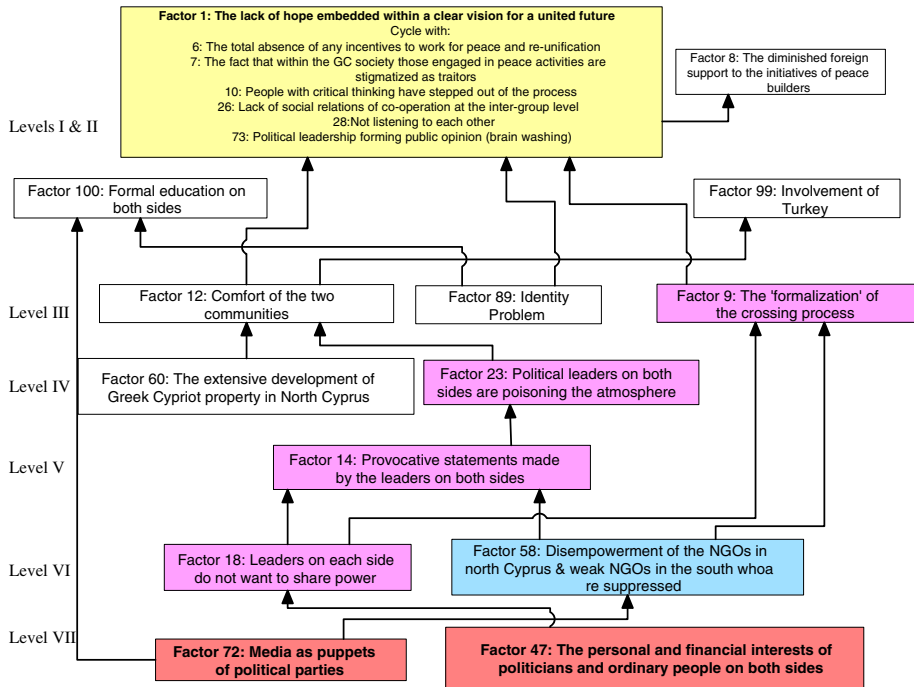 Factor 1: The lack of hope embedded within a clear vision for a united future
Cycle with:
6: The total absence of any incentives to work for peace and re-unification
7: The fact that within the GC society those engaged in peace activities are
stigmatized as traitors
10: People with critical thinking have stepped out of the process
26: Lack of social relations of co-operation at the inter-group level
28:Not listening to each other
73: Political leadership forming public opinion (brain washing)
Factor 8: The diminished foreign
support to the initiatives of peace
builders
Levels I & II
Factor 100: Formal education on
both sides
Factor 99: Involvement of
Turkey
Level III
Factor 12: Comfort of the two
communities
Factor 89: Identity
Problem
Factor 9: The 'formalization' of
the crossing process
Level IV
Factor 60: The extensive development of
Greek Cypriot property in North Cyprus
Factor 23: Political leaders on both
sides are poisoning the atmosphere
Level V
Factor 14: Provocative statements made
by the leaders on both sides
Level VI
Factor 18: Leaders on each side
do not want to share power
Factor 58: Disempowerment of the NGOs in
north Cyprus & weak NGOs in the south whoa
re suppressed
Level VII
Factor 72: Media as puppets
of political parties
Factor 47: The personal and financial interests of
politicians and ordinary people on both sides